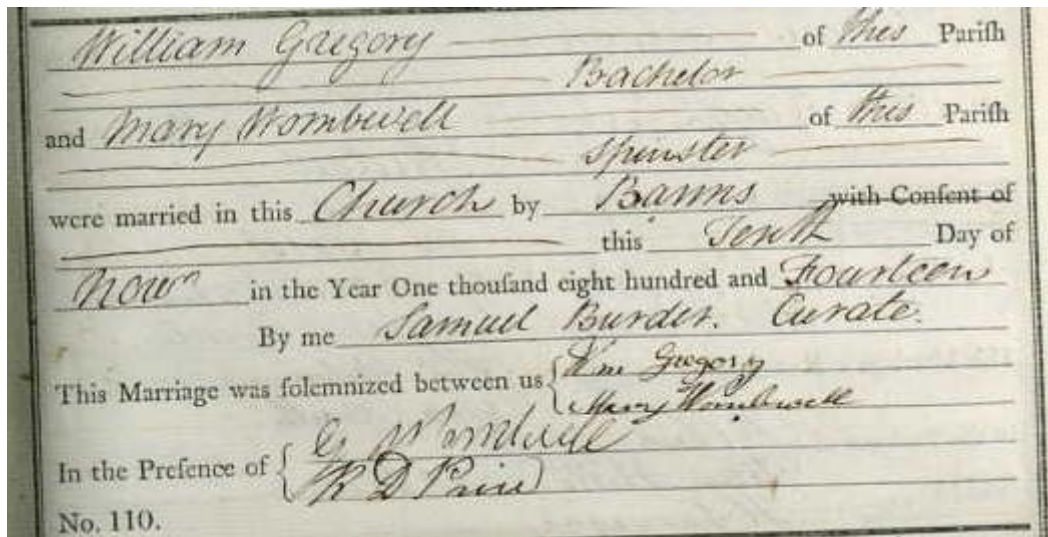 William Gregory of this Pariſh
Bachelor
and Mary Wombwell of this Pariſh
Spinster
were married in this Church by Banns with Conſent of
this Tenth Day of
Novr in the Year One thouſand eight hundred and Fourteen
By me Samuel Burder. Curate.
This Marriage was ſolemnized between us { Wm Gregory
Mary Wombwell
In the Preſence of { G Wombwell
R D Paine
No. 110.